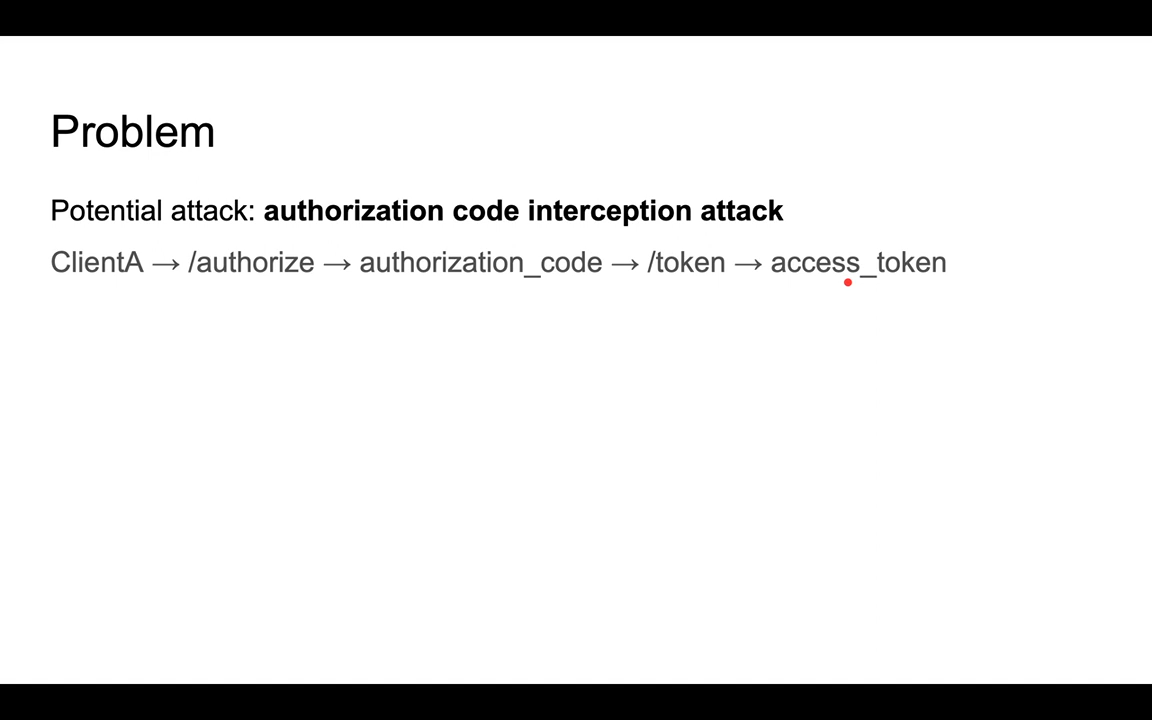 Problem
Potential attack: authorization code interception attack
ClientA → /authorize → authorization_code → /token → access_token